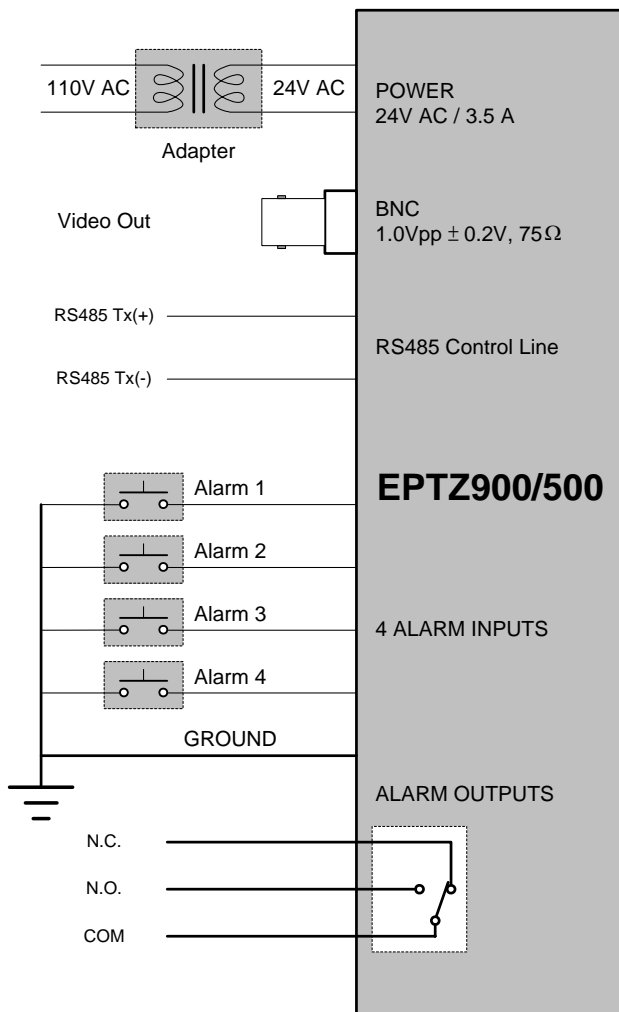 110V AC
24V AC
Adapter
POWER
24V AC / 3.5 A
Video Out
BNC
1.0Vpp ± 0.2V, 75Ω
RS485 Tx(+)
RS485 Control Line
RS485 Tx(-)
EPTZ900/500
Alarm 1
Alarm 2
Alarm 3
4 ALARM INPUTS
Alarm 4
GROUND
ALARM OUTPUTS
N.C.
N.O.
COM